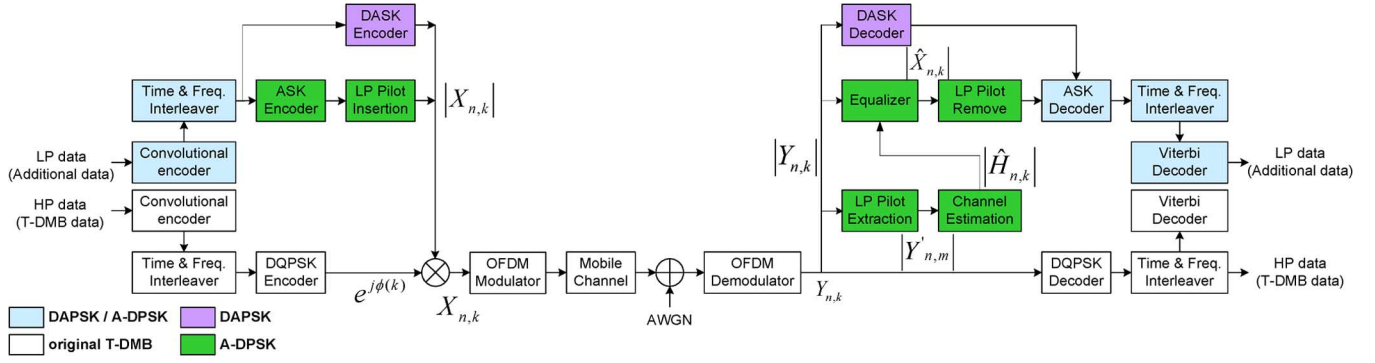 DASK
Encoder
DASK
Decoder
Time & Freq.
Interleaver
ASK
Encoder
LP Pilot
Insertion
|X_{n,k}|
Equalizer
|\hat{X}_{n,k}|
LP Pilot
Remove
ASK
Decoder
Time & Freq.
Interleaver
LP data
(Additional data)
Convolutional
encoder
|Y_{n,k}|
|\hat{H}_{n,k}|
Viterbi
Decoder
LP data
(Additional data)
HP data
(T-DMB data)
Convolutional
encoder
LP Pilot
Extraction
Channel
Estimation
Viterbi
Decoder
|Y'_{n,m}|
Time & Freq.
Interleaver
DQPSK
Encoder
e^{jϕ(k)}
X_{n,k}
OFDM
Modulator
Mobile
Channel
AWGN
OFDM
Demodulator
Y_{n,k}
DQPSK
Decoder
Time & Freq.
Interleaver
HP data
(T-DMB data)
DAPSK / A-DPSK
DAPSK
original T-DMB
A-DPSK